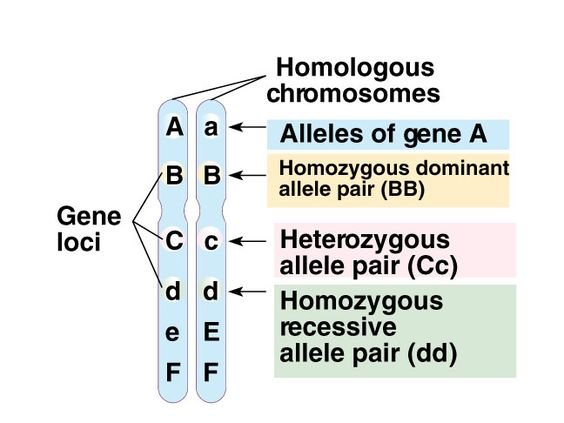 Homologous
chromosomes
A a
Alleles of gene A
B B
Homozygous dominant
allele pair (BB)
Gene
loci
C c
Heterozygous
allele pair (Cc)
d d
Homozygous
recessive
allele pair (dd)
e E
F F